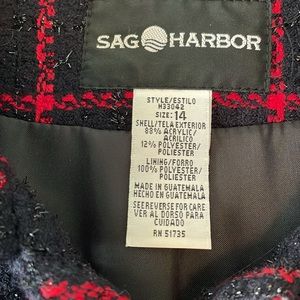 SAG HARBOR
STYLE/ESTILO
H33042
SIZE: 14
SHELL/TELA EXTERIOR
88% ACRYLIC/
ACRILICO
12% POLYESTER/
POLIESTER
LINING/FORRO
100% POLYESTER/
POLIESTER
MADE IN GUATEMALA
HECHO EN GUATEMALA
SEE REVERSE FOR CARE
VER AL DORSO PARA
CUIDADO
RN 51735